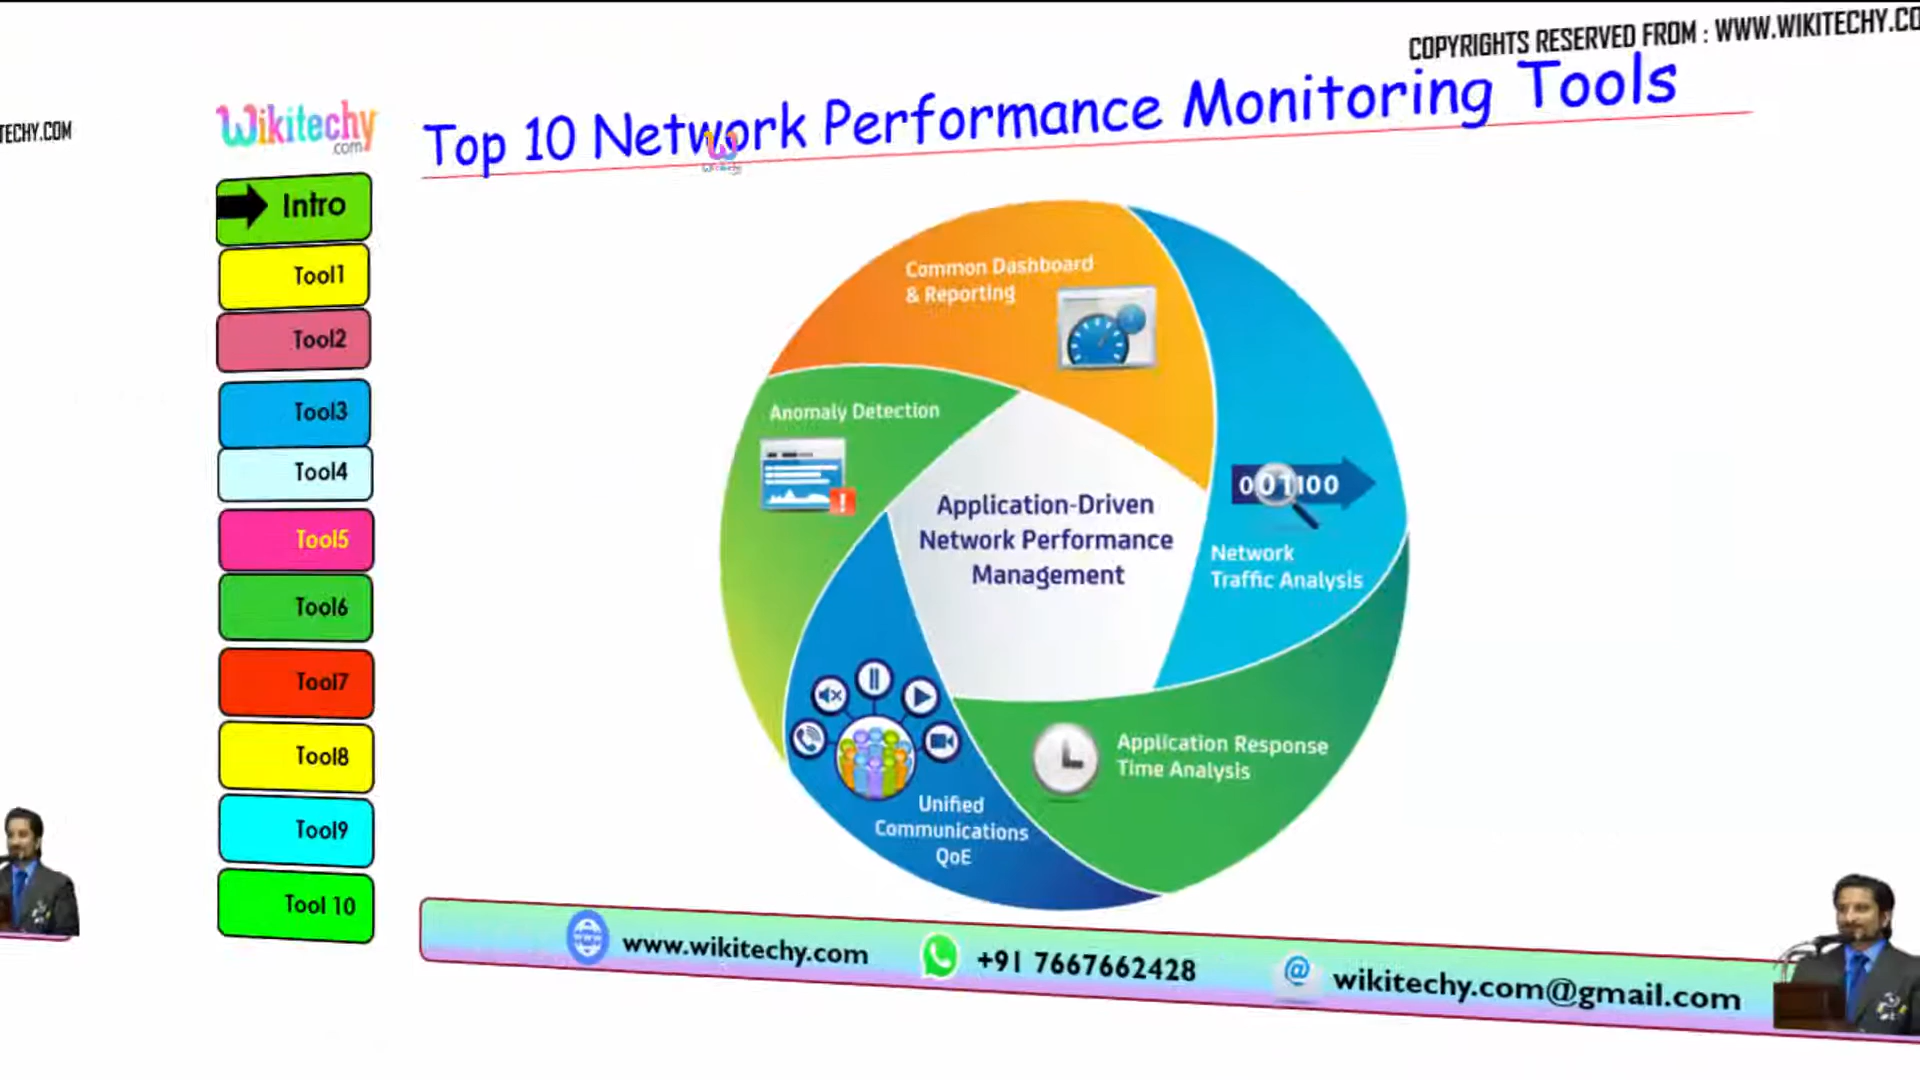 COPYRIGHTS RESERVED FROM : WWW.WIKITECHY.CO
TECHY.COM
Wikitechy
.com
Top 10 Network Performance Monitoring Tools
Wikitechy
Intro
Tool1
Tool2
Tool3
Tool4
Tool5
Tool6
Tool7
Tool8
Tool9
Tool 10
Common Dashboard
& Reporting
Anomaly Detection
001100
Network
Traffic Analysis
Application-Driven
Network Performance
Management
Application Response
Time Analysis
Unified
Communications
QoE
www.wikitechy.com
+91 7667662428
@ wikitechy.com@gmail.com